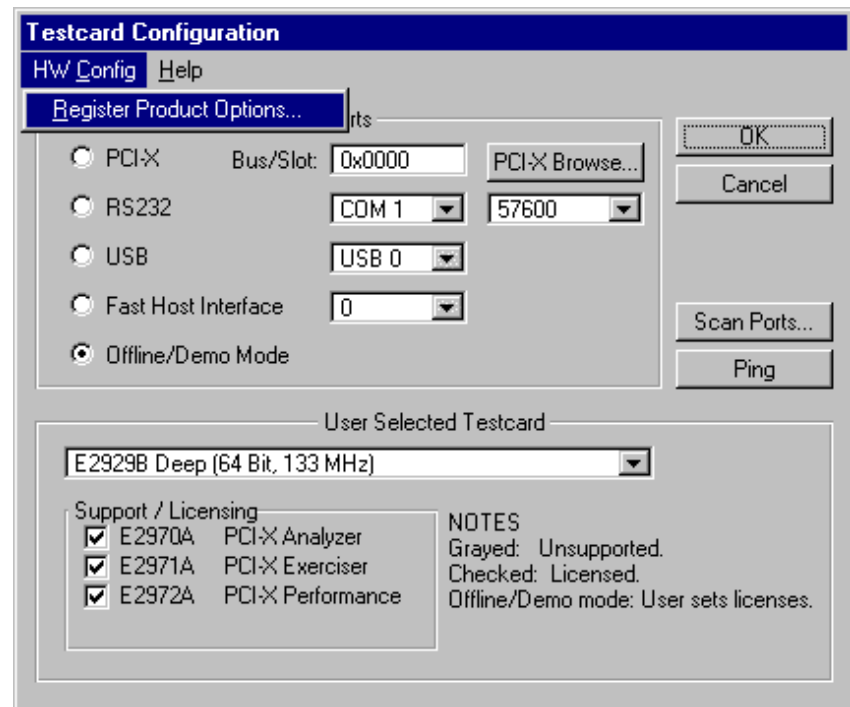 Testcard Configuration
HW Config Help
Register Product Options...
rts
PCI-X Bus/Slot: 0x0000 PCI-X Browse...
RS232 COM 1 57600
USB USB 0
Fast Host Interface 0
Offline/Demo Mode
OK
Cancel
Scan Ports...
Ping
User Selected Testcard
E2929B Deep (64 Bit, 133 MHz)
Support / Licensing
E2970A PCI-X Analyzer
E2971A PCI-X Exerciser
E2972A PCI-X Performance
NOTES
Grayed: Unsupported.
Checked: Licensed.
Offline/Demo mode: User sets licenses.